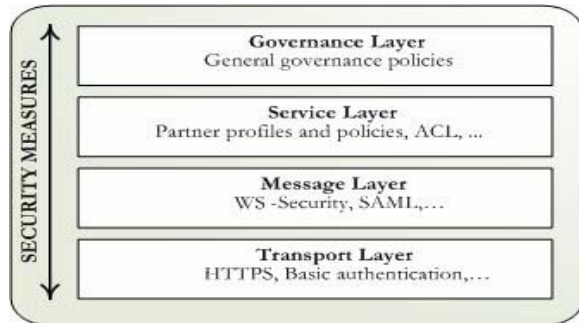 SECURITY MEASURES
Governance Layer
General governance policies
Service Layer
Partner profiles and policies, ACL, ...
Message Layer
WS -Security, SAML,...
Transport Layer
HTTPS, Basic authentication,...